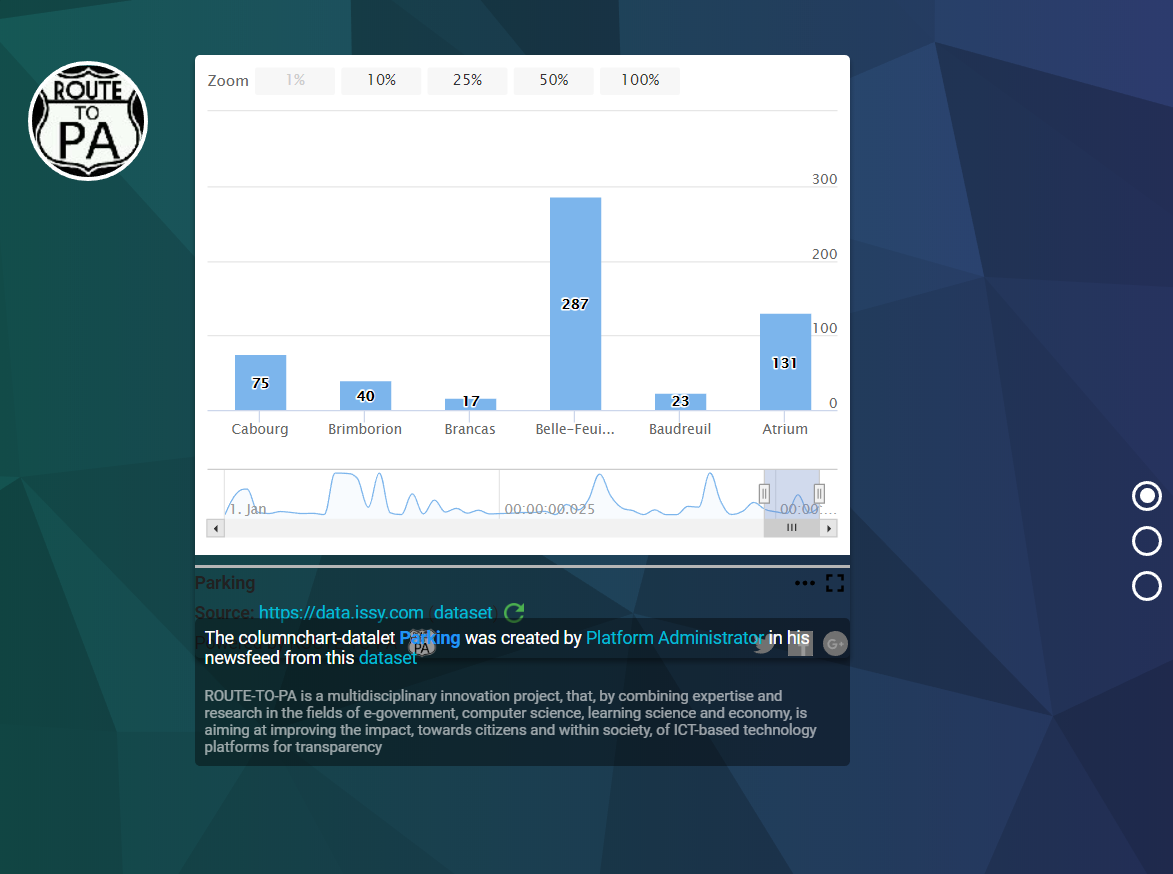 ROUTE
TO
PA
Zoom 1% 10% 25% 50% 100%
300
200
100
0
75
40
17
287
23
131
Cabourg Brimborion Brancas Belle-Feui... Baudreuil Atrium
1. Jan 00:00:00.025 00:00:...
Parking
Source: https://data.issy.com (dataset)
The columnchart-datalet Parking was created by Platform Administrator in his
newsfeed from this dataset
PA
G+
ROUTE-TO-PA is a multidisciplinary innovation project, that, by combining expertise and
research in the fields of e-government, computer science, learning science and economy, is
aiming at improving the impact, towards citizens and within society, of ICT-based technology
platforms for transparency